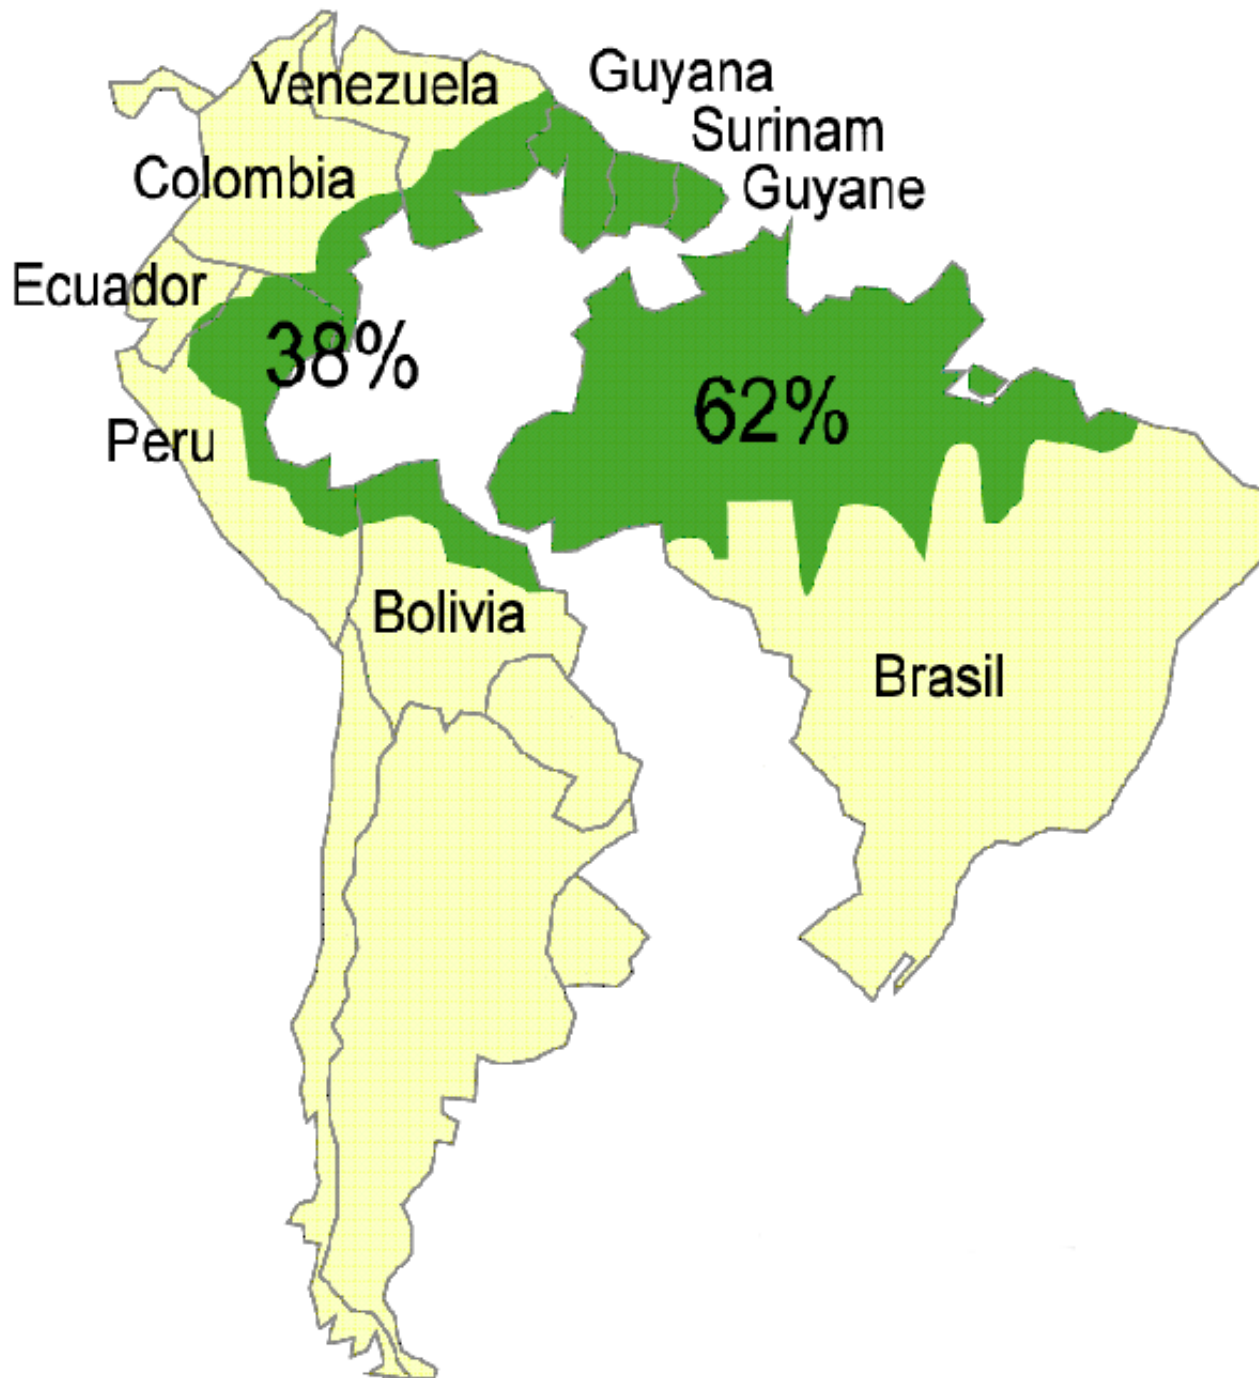 Venezuela
Guyana
Surinam
Colombia
Guyane
Ecuador
38%
62%
Peru
Bolivia
Brasil